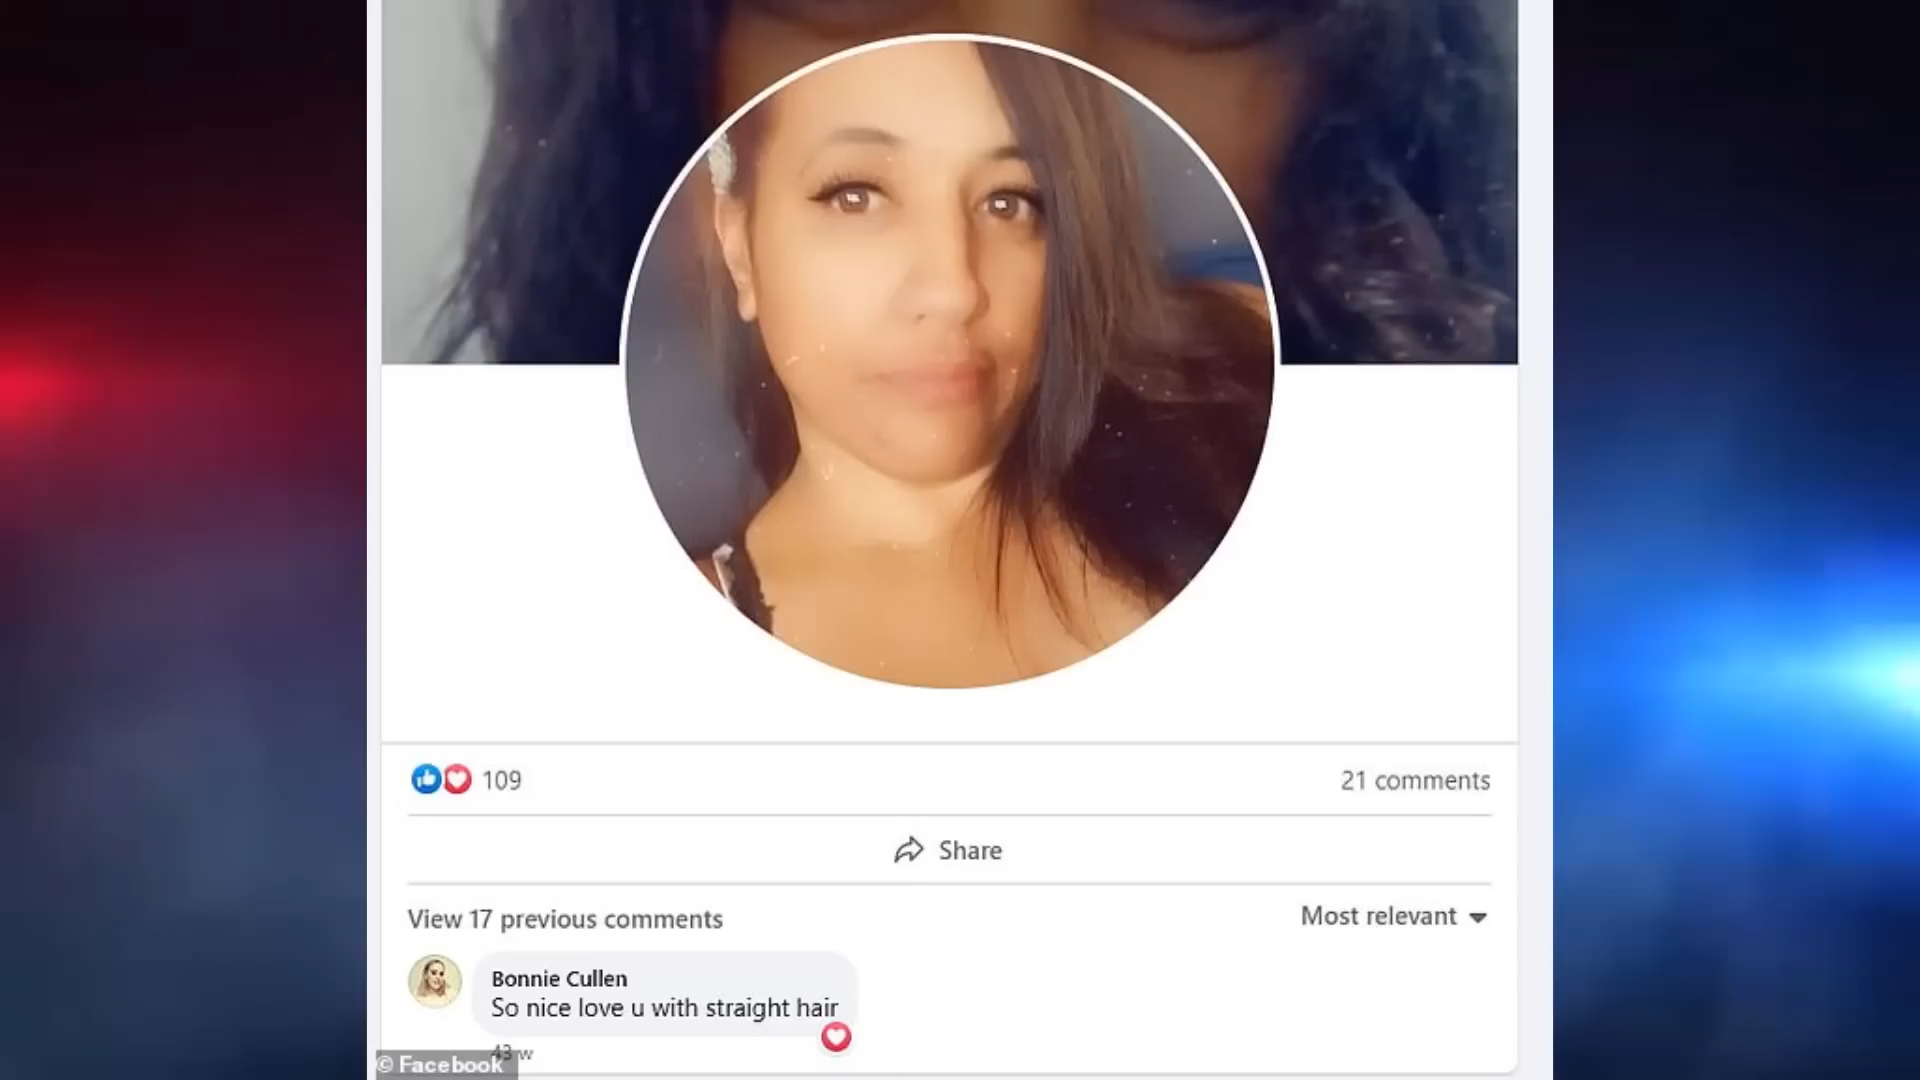 109
21 comments
Share
View 17 previous comments
Most relevant
Bonnie Cullen
So nice love u with straight hair
43 w
© Facebook